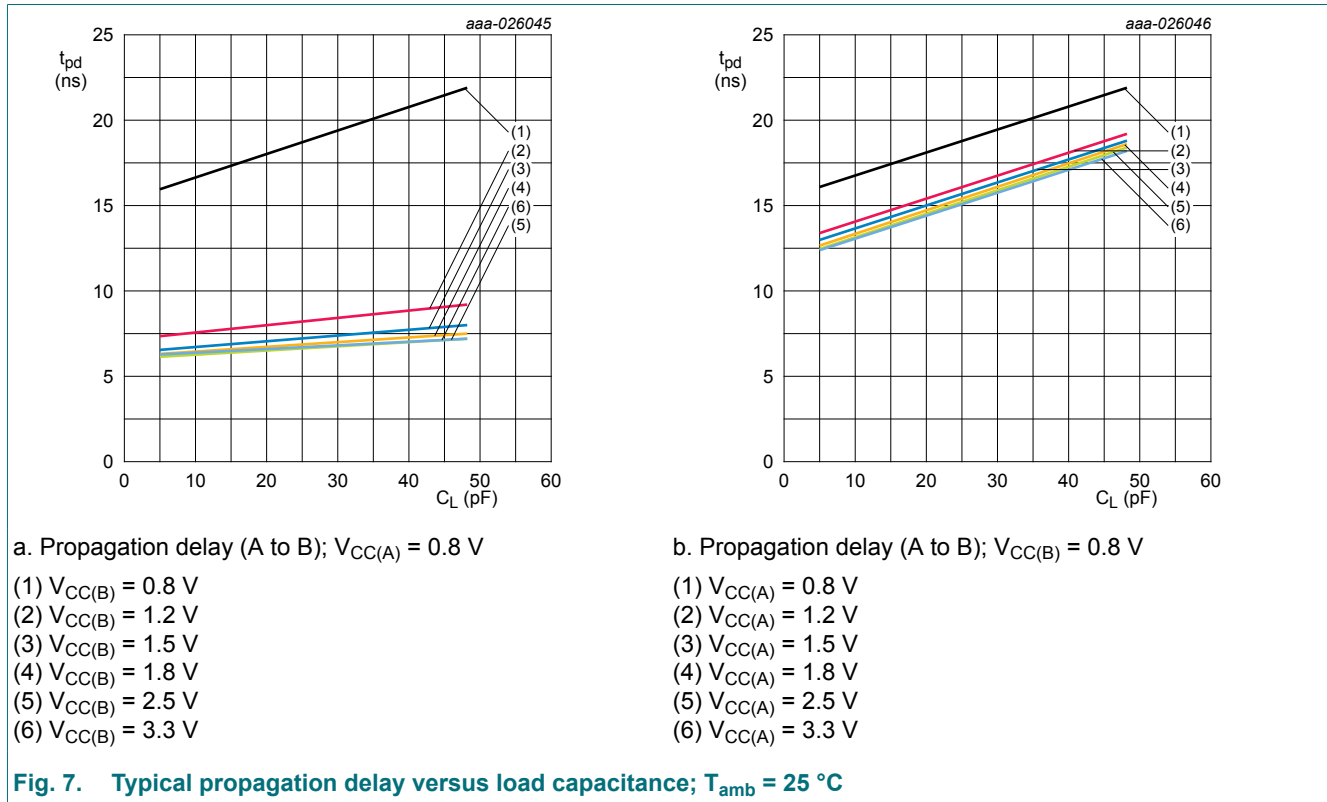 aaa-026045
25
t_pd
(ns)
20
15
10
5
0
0 10 20 30 40 50 60
C_L (pF)
(1)
(2)
(3)
(4)
(6)
(5)
aaa-026046
25
t_pd
(ns)
20
15
10
5
0
0 10 20 30 40 50 60
C_L (pF)
(1)
(2)
(3)
(4)
(5)
(6)
a. Propagation delay (A to B); V_CC(A) = 0.8 V
(1) V_CC(B) = 0.8 V
(2) V_CC(B) = 1.2 V
(3) V_CC(B) = 1.5 V
(4) V_CC(B) = 1.8 V
(5) V_CC(B) = 2.5 V
(6) V_CC(B) = 3.3 V
b. Propagation delay (A to B); V_CC(B) = 0.8 V
(1) V_CC(A) = 0.8 V
(2) V_CC(A) = 1.2 V
(3) V_CC(A) = 1.5 V
(4) V_CC(A) = 1.8 V
(5) V_CC(A) = 2.5 V
(6) V_CC(A) = 3.3 V
Fig. 7. Typical propagation delay versus load capacitance; T_amb = 25 °C